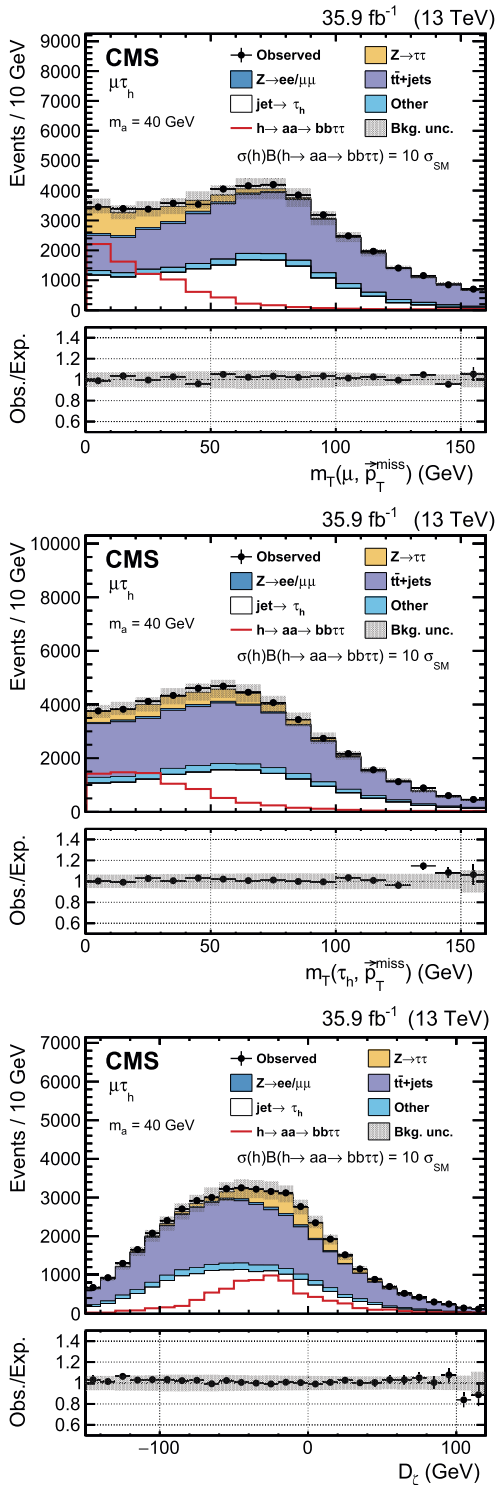 35.9 fb⁻¹ (13 TeV)
CMS
μτh
mₐ = 40 GeV
Observed
Z→ττ
Z→ee/μμ
tt̄+jets
jet→ τh
Other
h→ aa→ bbττ
Bkg. unc.
σ(h)B(h→ aa→ bbττ) = 10 σSM
Events / 10 GeV
9000
8000
7000
6000
5000
4000
3000
2000
1000
0
Obs./Exp.
1.4
1.2
1
0.8
0.6
0 50 100 150
mT(μ, p⃗Tmiss) (GeV)
35.9 fb⁻¹ (13 TeV)
CMS
μτh
mₐ = 40 GeV
Observed
Z→ττ
Z→ee/μμ
tt̄+jets
jet→ τh
Other
h→ aa→ bbττ
Bkg. unc.
σ(h)B(h→ aa→ bbττ) = 10 σSM
Events / 10 GeV
10000
8000
6000
4000
2000
0
Obs./Exp.
1.4
1.2
1
0.8
0.6
0 50 100 150
mT(τh, p⃗Tmiss) (GeV)
35.9 fb⁻¹ (13 TeV)
CMS
μτh
mₐ = 40 GeV
Observed
Z→ττ
Z→ee/μμ
tt̄+jets
jet→ τh
Other
h→ aa→ bbττ
Bkg. unc.
σ(h)B(h→ aa→ bbττ) = 10 σSM
Events / 10 GeV
7000
6000
5000
4000
3000
2000
1000
0
Obs./Exp.
1.4
1.2
1
0.8
0.6
−100 0 100
Dζ (GeV)